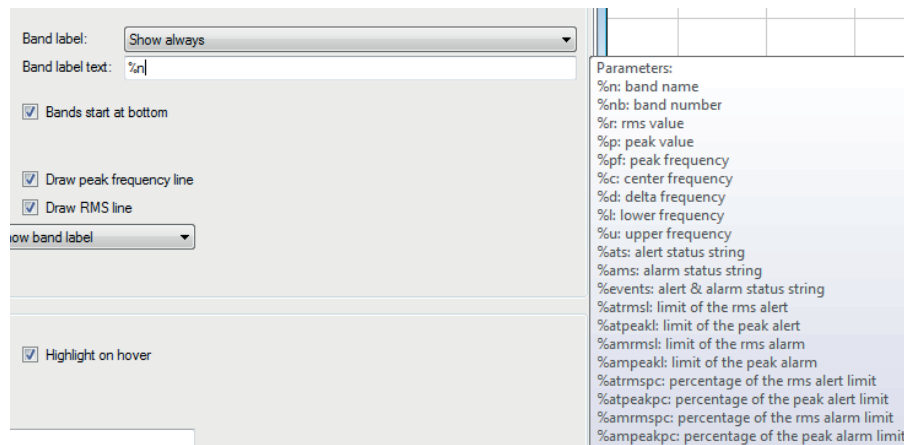 Band label: Show always
Band label text: %n
Bands start at bottom
Draw peak frequency line
Draw RMS line
ow band label
Highlight on hover
Parameters:
%n: band name
%nb: band number
%r: rms value
%p: peak value
%pf: peak frequency
%c: center frequency
%d: delta frequency
%l: lower frequency
%u: upper frequency
%ats: alert status string
%ams: alarm status string
%events: alert & alarm status string
%atrmsl: limit of the rms alert
%atpeakl: limit of the peak alert
%amrmsl: limit of the rms alarm
%ampeakl: limit of the peak alarm
%atrmspc: percentage of the rms alert limit
%atpeakpc: percentage of the peak alert limit
%amrmspc: percentage of the rms alarm limit
%ampeakpc: percentage of the peak alarm limit